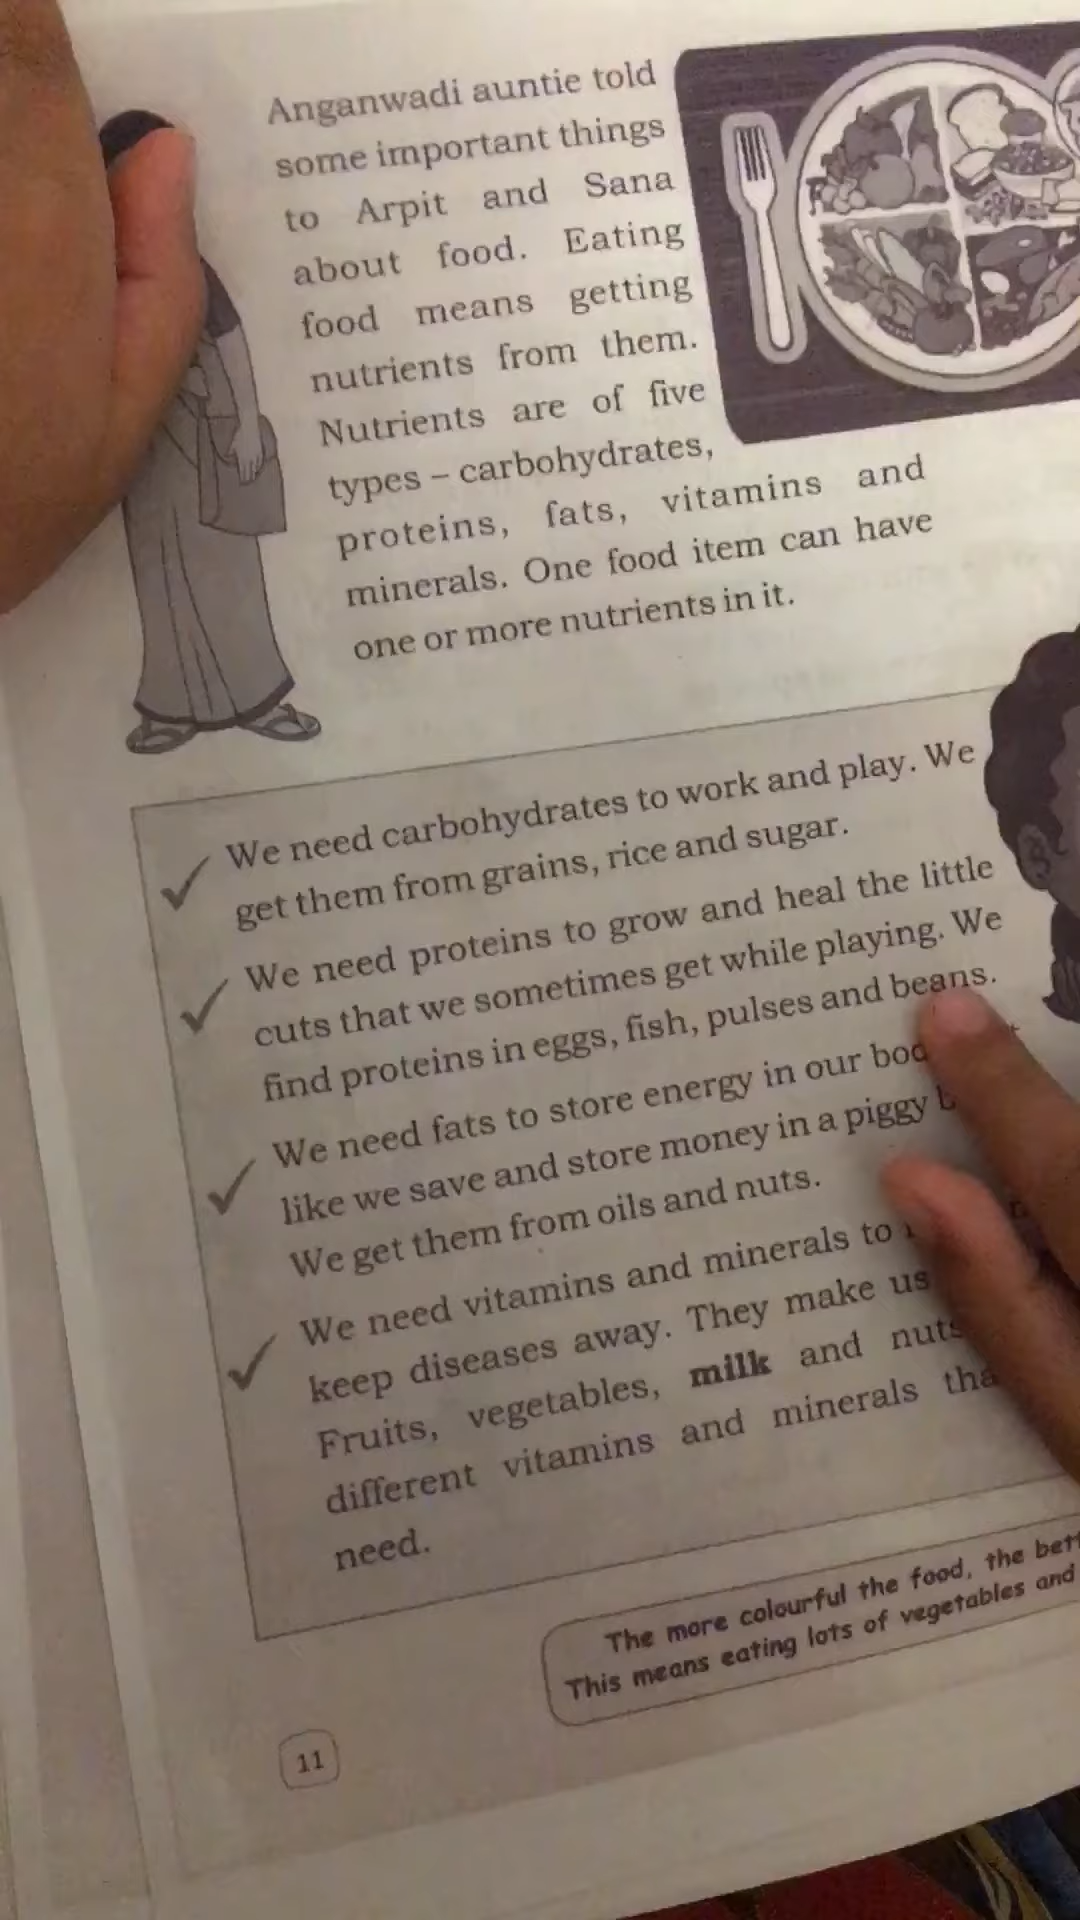 Anganwadi auntie told
some important things
to Arpit and Sana
about food. Eating
food means getting
nutrients from them.
Nutrients are of five
types – carbohydrates,
proteins, fats, vitamins and
minerals. One food item can have
one or more nutrients in it.
We need carbohydrates to work and play. We
get them from grains, rice and sugar.
We need proteins to grow and heal the little
cuts that we sometimes get while playing. We
find proteins in eggs, fish, pulses and beans.
We need fats to store energy in our
like we save and store money in a piggy
We get them from oils and nuts.
We need vitamins and minerals to
keep diseases away. They make us
Fruits, vegetables, milk and nuts
different vitamins and minerals
need.
The more colourful the food, the
This means eating lots of vegetables and
11